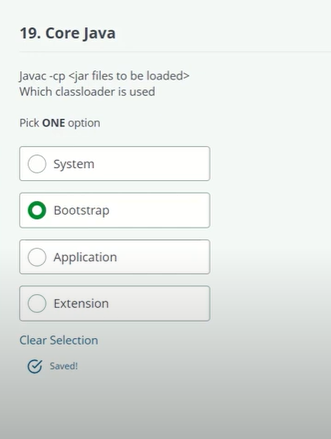 19. Core Java
Javac -cp <jar files to be loaded>
Which classloader is used
Pick ONE option
System
Bootstrap
Application
Extension
Clear Selection
Saved!